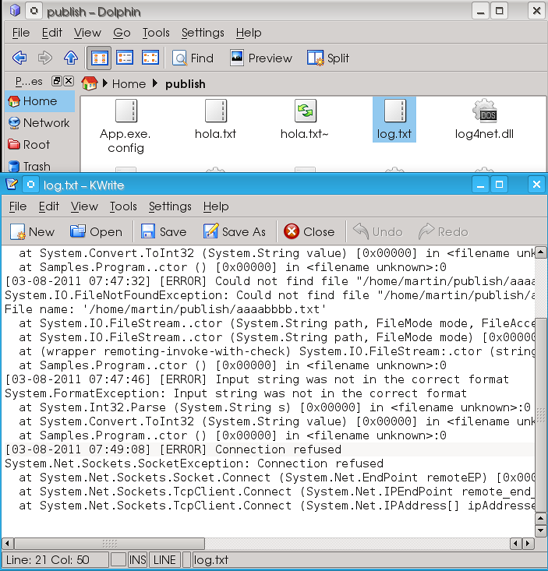 publish – Dolphin
File Edit View Go Tools Settings Help
Find Preview Split
P...es
Home > publish
Home
Network
Root
Trash
App.exe.config
hola.txt
hola.txt~
log.txt
DOS
log4net.dll
log.txt – KWrite
File Edit View Tools Settings Help
New Open Save Save As Close Undo Redo
at System.Convert.ToInt32 (System.String value) [0x00000] in <filename unk
at Samples.Program..ctor () [0x00000] in <filename unknown>:0
[03-08-2011 07:47:32] [ERROR] Could not find file "/home/martin/publish/aaa
System.IO.FileNotFoundException: Could not find file "/home/martin/publish/a
File name: '/home/martin/publish/aaaabbbb.txt'
at System.IO.FileStream..ctor (System.String path, FileMode mode, FileAcce
at System.IO.FileStream..ctor (System.String path, FileMode mode) [0x0000
at (wrapper remoting-invoke-with-check) System.IO.FileStream:.ctor (string
at Samples.Program..ctor () [0x00000] in <filename unknown>:0
[03-08-2011 07:47:46] [ERROR] Input string was not in the correct format
System.FormatException: Input string was not in the correct format
at System.Int32.Parse (System.String s) [0x00000] in <filename unknown>:0
at System.Convert.ToInt32 (System.String value) [0x00000] in <filename unk
at Samples.Program..ctor () [0x00000] in <filename unknown>:0
[03-08-2011 07:49:08] [ERROR] Connection refused
System.Net.Sockets.SocketException: Connection refused
at System.Net.Sockets.Socket.Connect (System.Net.EndPoint remoteEP) [0x000
at System.Net.Sockets.TcpClient.Connect (System.Net.IPEndPoint remote_end_
at System.Net.Sockets.TcpClient.Connect (System.Net.IPAddress[] ipAddresse
Line: 21 Col: 50 INS LINE log.txt